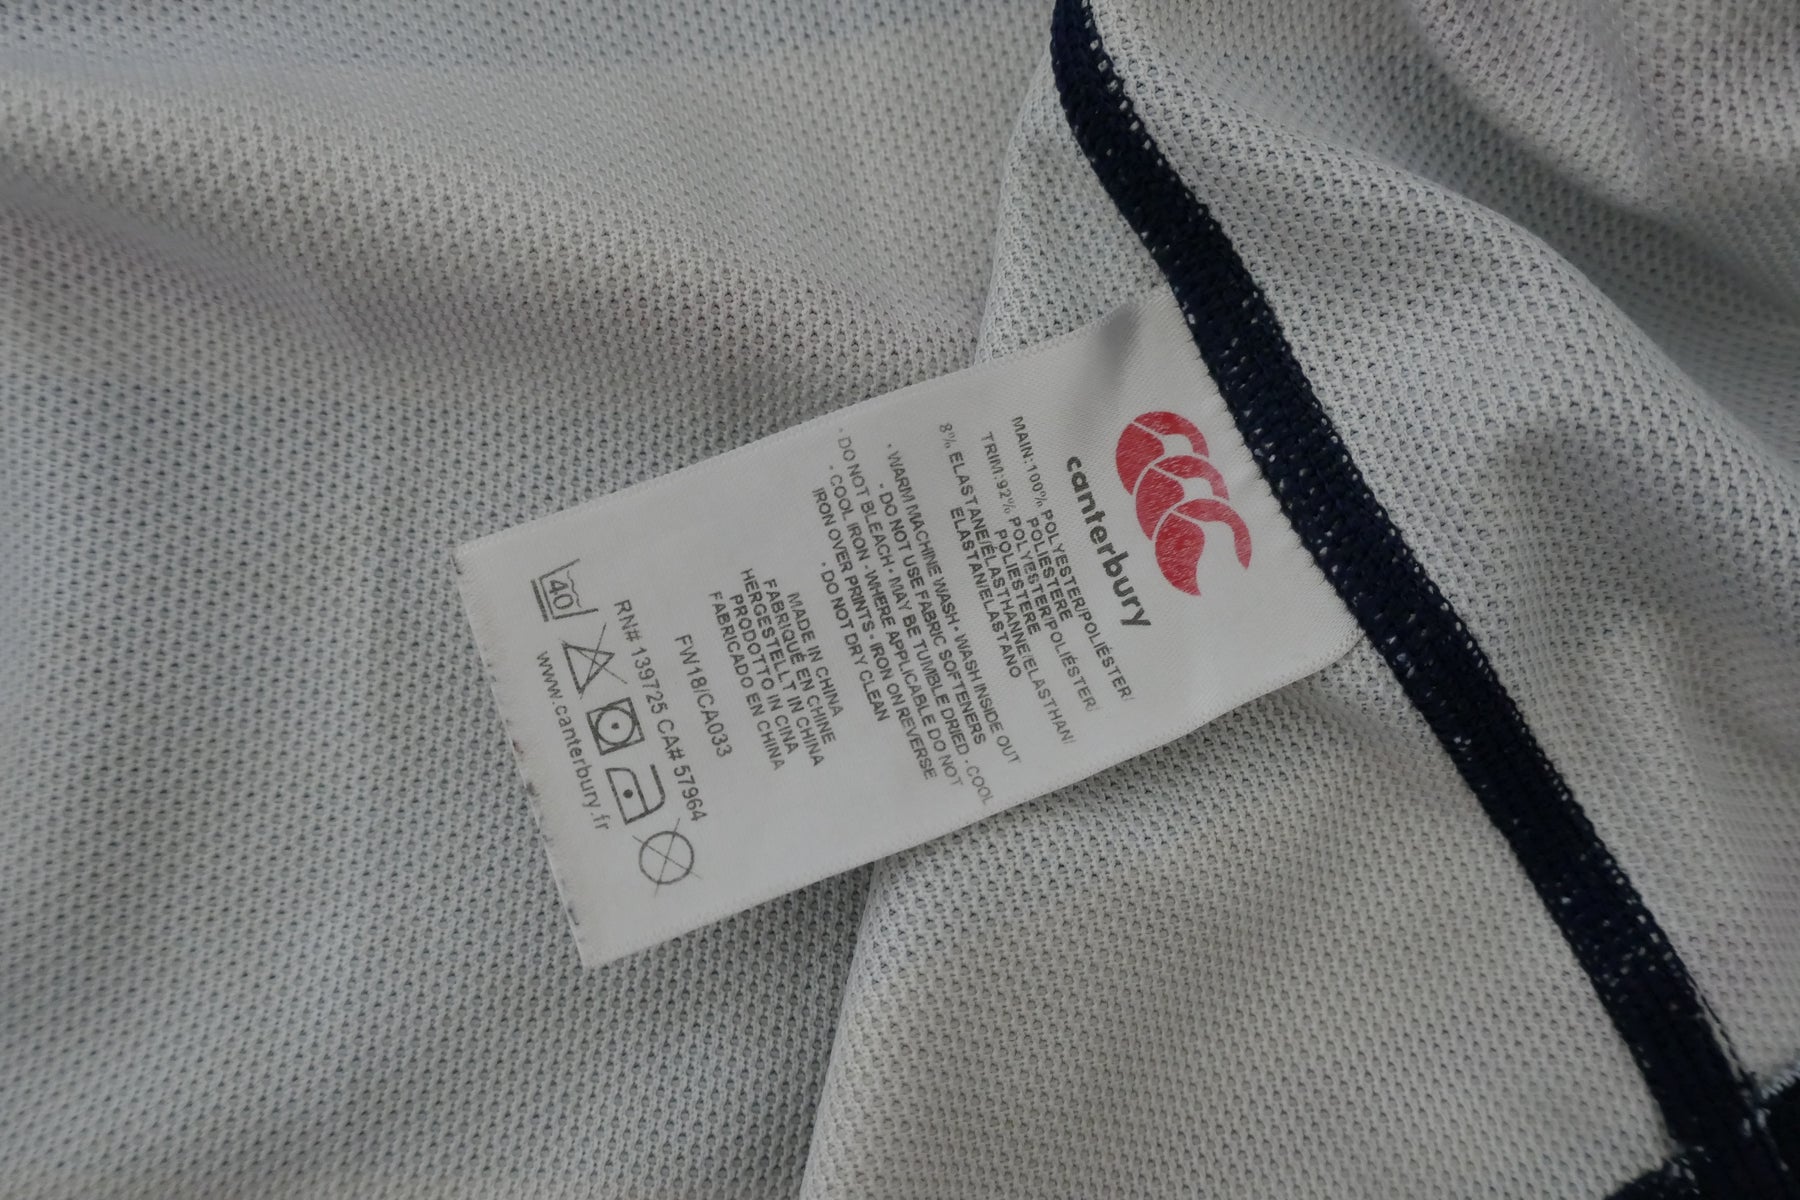 canterbury
MAIN:100% POLYESTER/POLIÉSTER/
POLIESTERE
TRIM:92% POLYESTER/POLIÉSTER/
POLIESTERE
8% ELASTANE/ÉLASTHANNE/ELASTHAN/
ELASTAN/ELASTANO
· WARM MACHINE WASH · WASH INSIDE OUT
· DO NOT USE FABRIC SOFTENERS
· DO NOT BLEACH · MAY BE TUMBLE DRIED · COOL
· COOL IRON · WHERE APPLICABLE DO NOT
IRON OVER PRINTS · IRON ON REVERSE
· DO NOT DRY CLEAN
MADE IN CHINA
FABRIQUÉ EN CHINE
HERGESTELLT IN CHINA
PRODOTTO IN CINA
FABRICADO EN CHINA
FW18/CA033
RN# 139725 CA# 57964
40
www.canterbury.fr